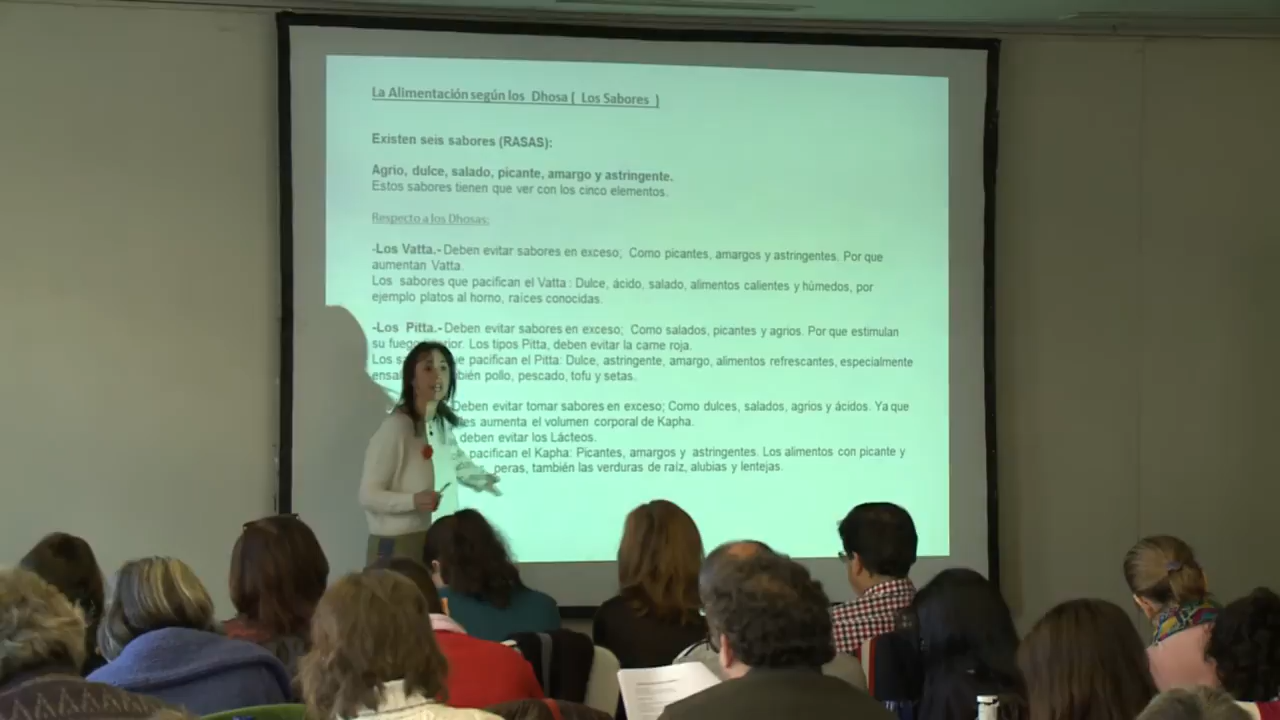 La Alimentación según los Dhosa ( Los Sabores )
Existen seis sabores (RASAS):
Agrio, dulce, salado, picante, amargo y astringente.
Estos sabores tienen que ver con los cinco elementos.
Respecto a los Dhosas:
-Los Vatta.- Deben evitar sabores en exceso; Como picantes, amargos y astringentes. Por que
aumentan Vatta.
Los sabores que pacifican el Vatta : Dulce, ácido, salado, alimentos calientes y húmedos, por
ejemplo platos al horno, raíces conocidas.
-Los Pitta.- Deben evitar sabores en exceso; Como salados, picantes y agrios. Por que estimulan
su Los tipos Pitta, deben evitar la carne roja.
Los pacifican el Pitta: Dulce, astringente, amargo, alimentos refrescantes, especialmente
pollo, pescado, tofu y setas.
Deben evitar tomar sabores en exceso; Como dulces, salados, agrios y ácidos. Ya que
aumenta el volumen corporal de Kapha.
deben evitar los Lácteos.
pacifican el Kapha: Picantes, amargos y astringentes. Los alimentos con picante y
peras, también las verduras de raíz, alubias y lentejas.